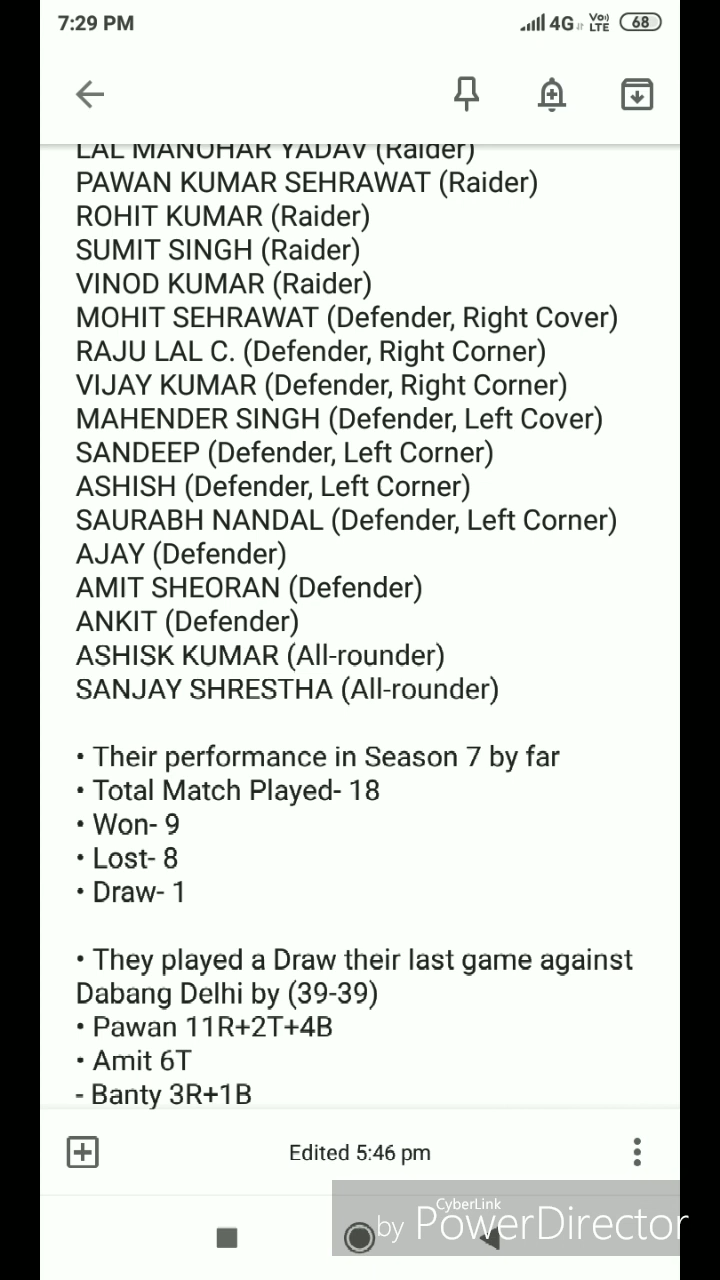 7:29 PM
4G
Vo)
LTE
68
LAL MANOHAR YADAV (Raider)
PAWAN KUMAR SEHRAWAT (Raider)
ROHIT KUMAR (Raider)
SUMIT SINGH (Raider)
VINOD KUMAR (Raider)
MOHIT SEHRAWAT (Defender, Right Cover)
RAJU LAL C. (Defender, Right Corner)
VIJAY KUMAR (Defender, Right Corner)
MAHENDER SINGH (Defender, Left Cover)
SANDEEP (Defender, Left Corner)
ASHISH (Defender, Left Corner)
SAURABH NANDAL (Defender, Left Corner)
AJAY (Defender)
AMIT SHEORAN (Defender)
ANKIT (Defender)
ASHISK KUMAR (All-rounder)
SANJAY SHRESTHA (All-rounder)
• Their performance in Season 7 by far
• Total Match Played- 18
• Won- 9
• Lost- 8
• Draw- 1
• They played a Draw their last game against
Dabang Delhi by (39-39)
• Pawan 11R+2T+4B
• Amit 6T
- Banty 3R+1B
Edited 5:46 pm
CyberLink
by PowerDirector